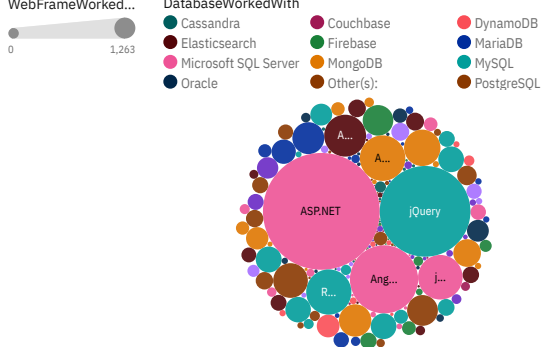 WebFrameWorked...
0 1,263
DatabaseWorkedWith
Cassandra Couchbase DynamoDB
Elasticsearch Firebase MariaDB
Microsoft SQL Server MongoDB MySQL
Oracle Other(s): PostgreSQL
A...
A...
ASP.NET jQuery
Ang... j...
R...